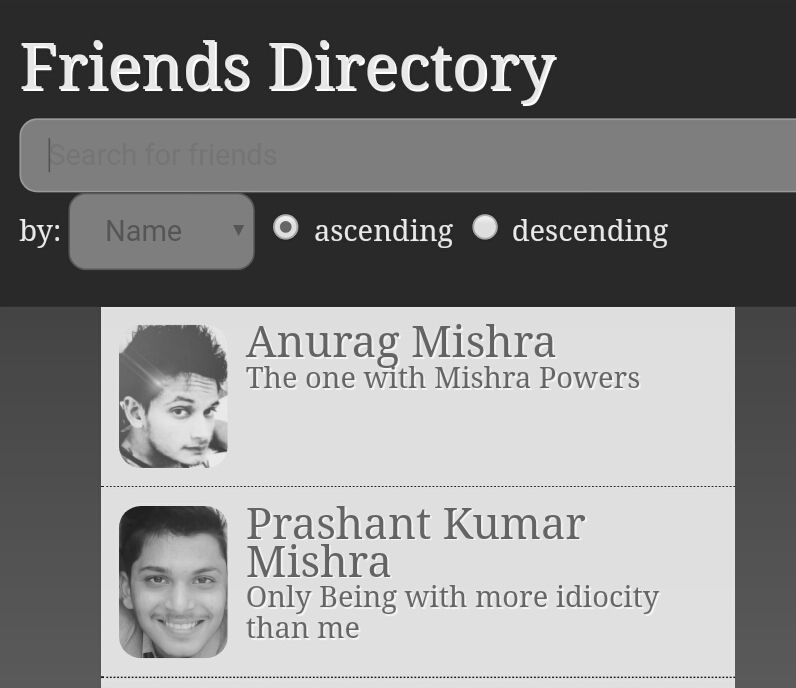 Friends Directory
Search for friends
by: Name ▼ ascending descending
Anurag Mishra
The one with Mishra Powers
Prashant Kumar
Mishra
Only Being with more idiocity
than me